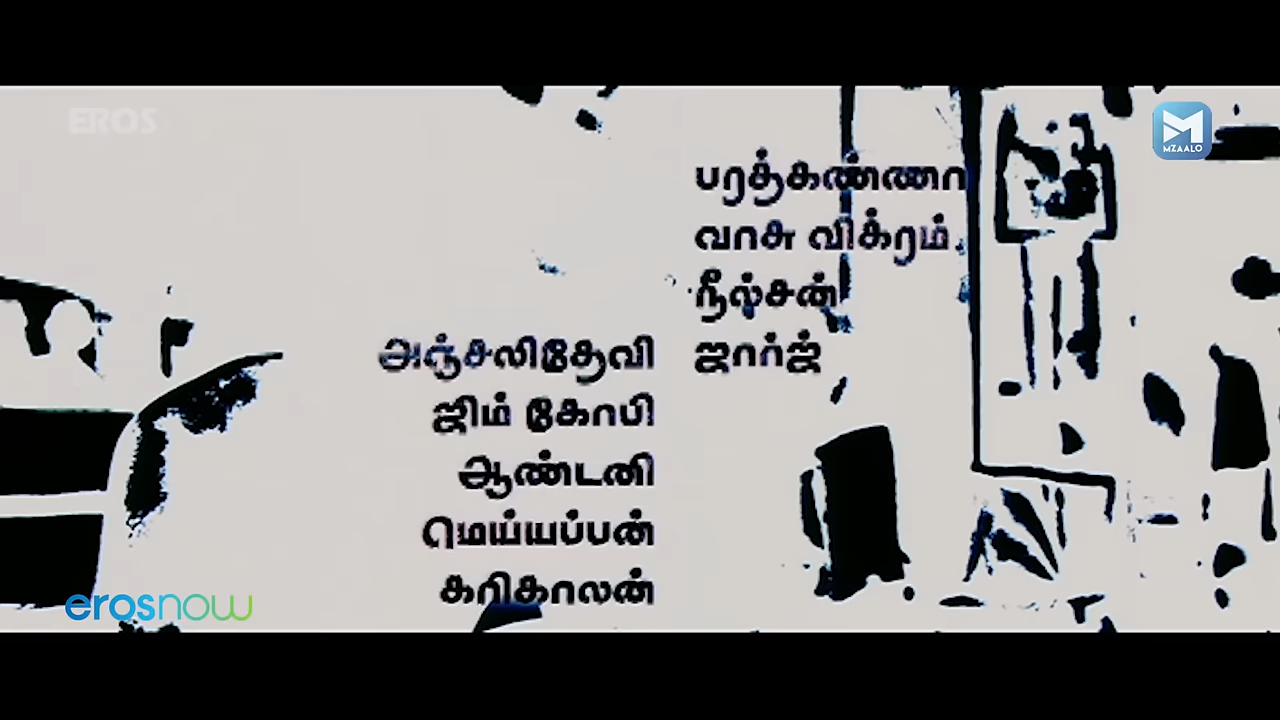 EROS
MZAALO
பரத்கண்ணா
வாசு விக்ரம்
நீல்சன்
ஜார்ஜ்
அஞ்சலிதேவி
ஜிம் கோபி
ஆண்டனி
மெய்யப்பன்
கரிகாலன்
erosnow